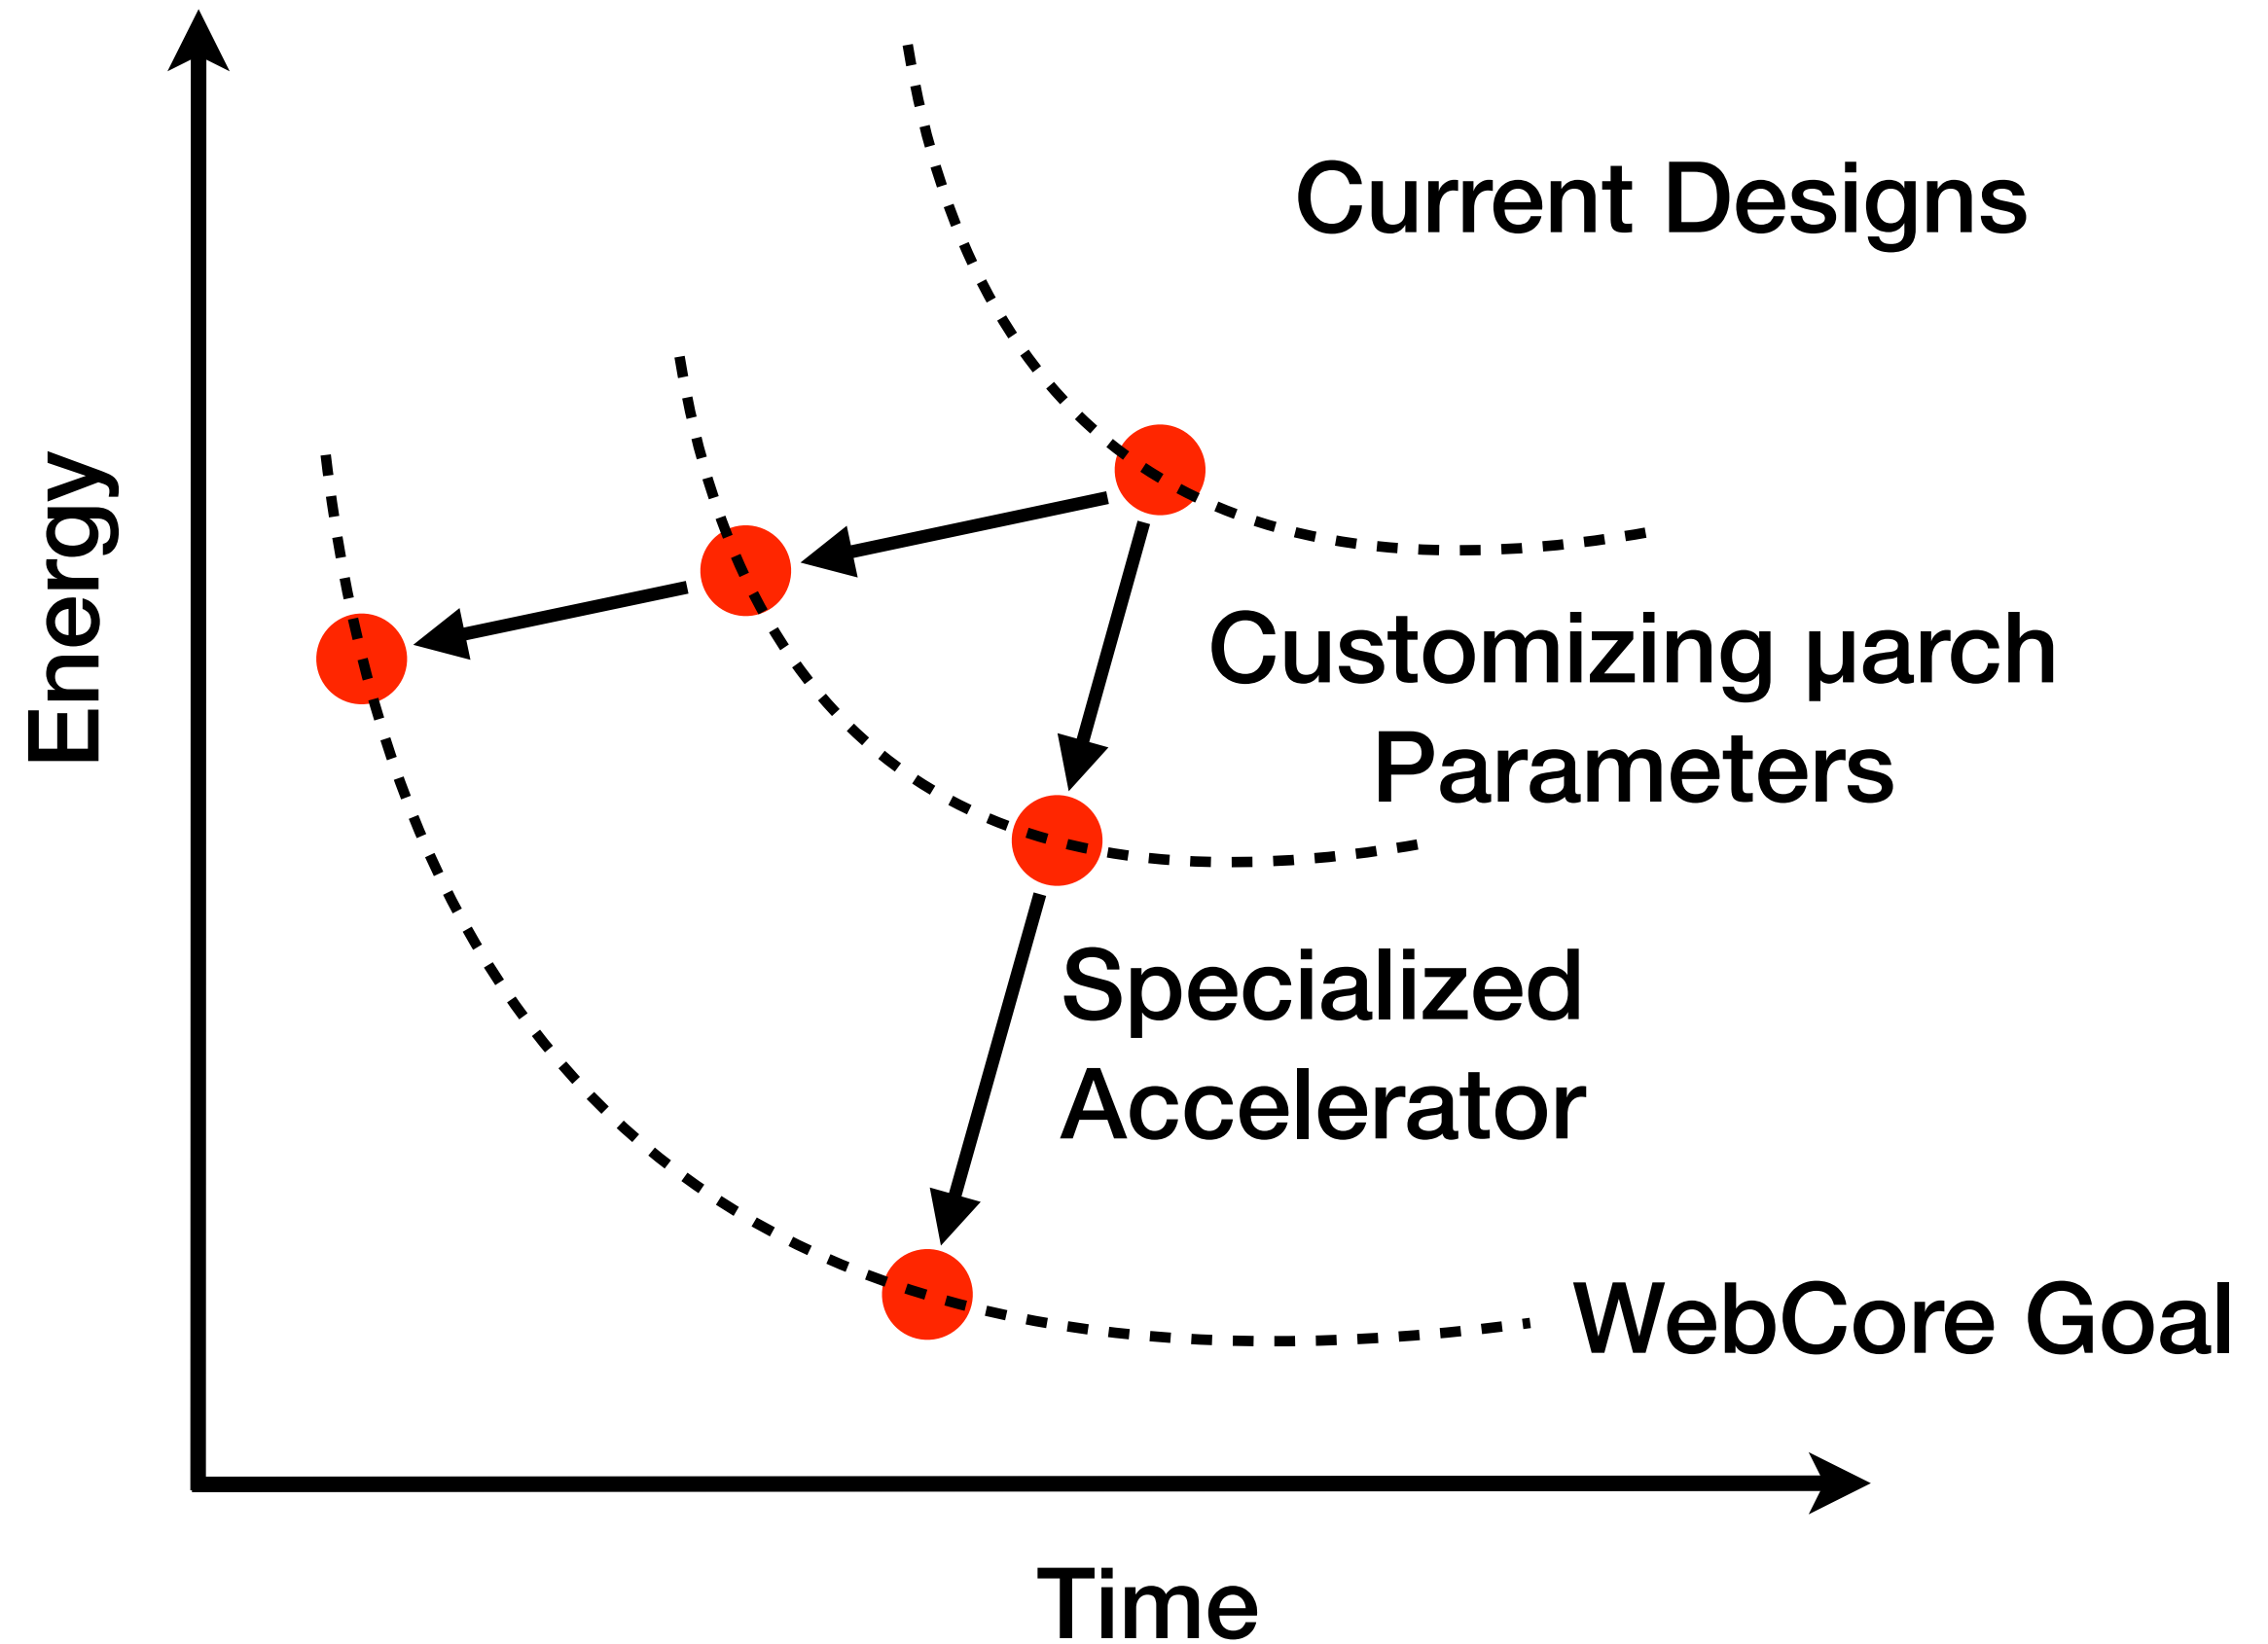 Current Designs
Energy
Customizing µarch
Parameters
Specialized
Accelerator
WebCore Goal
Time